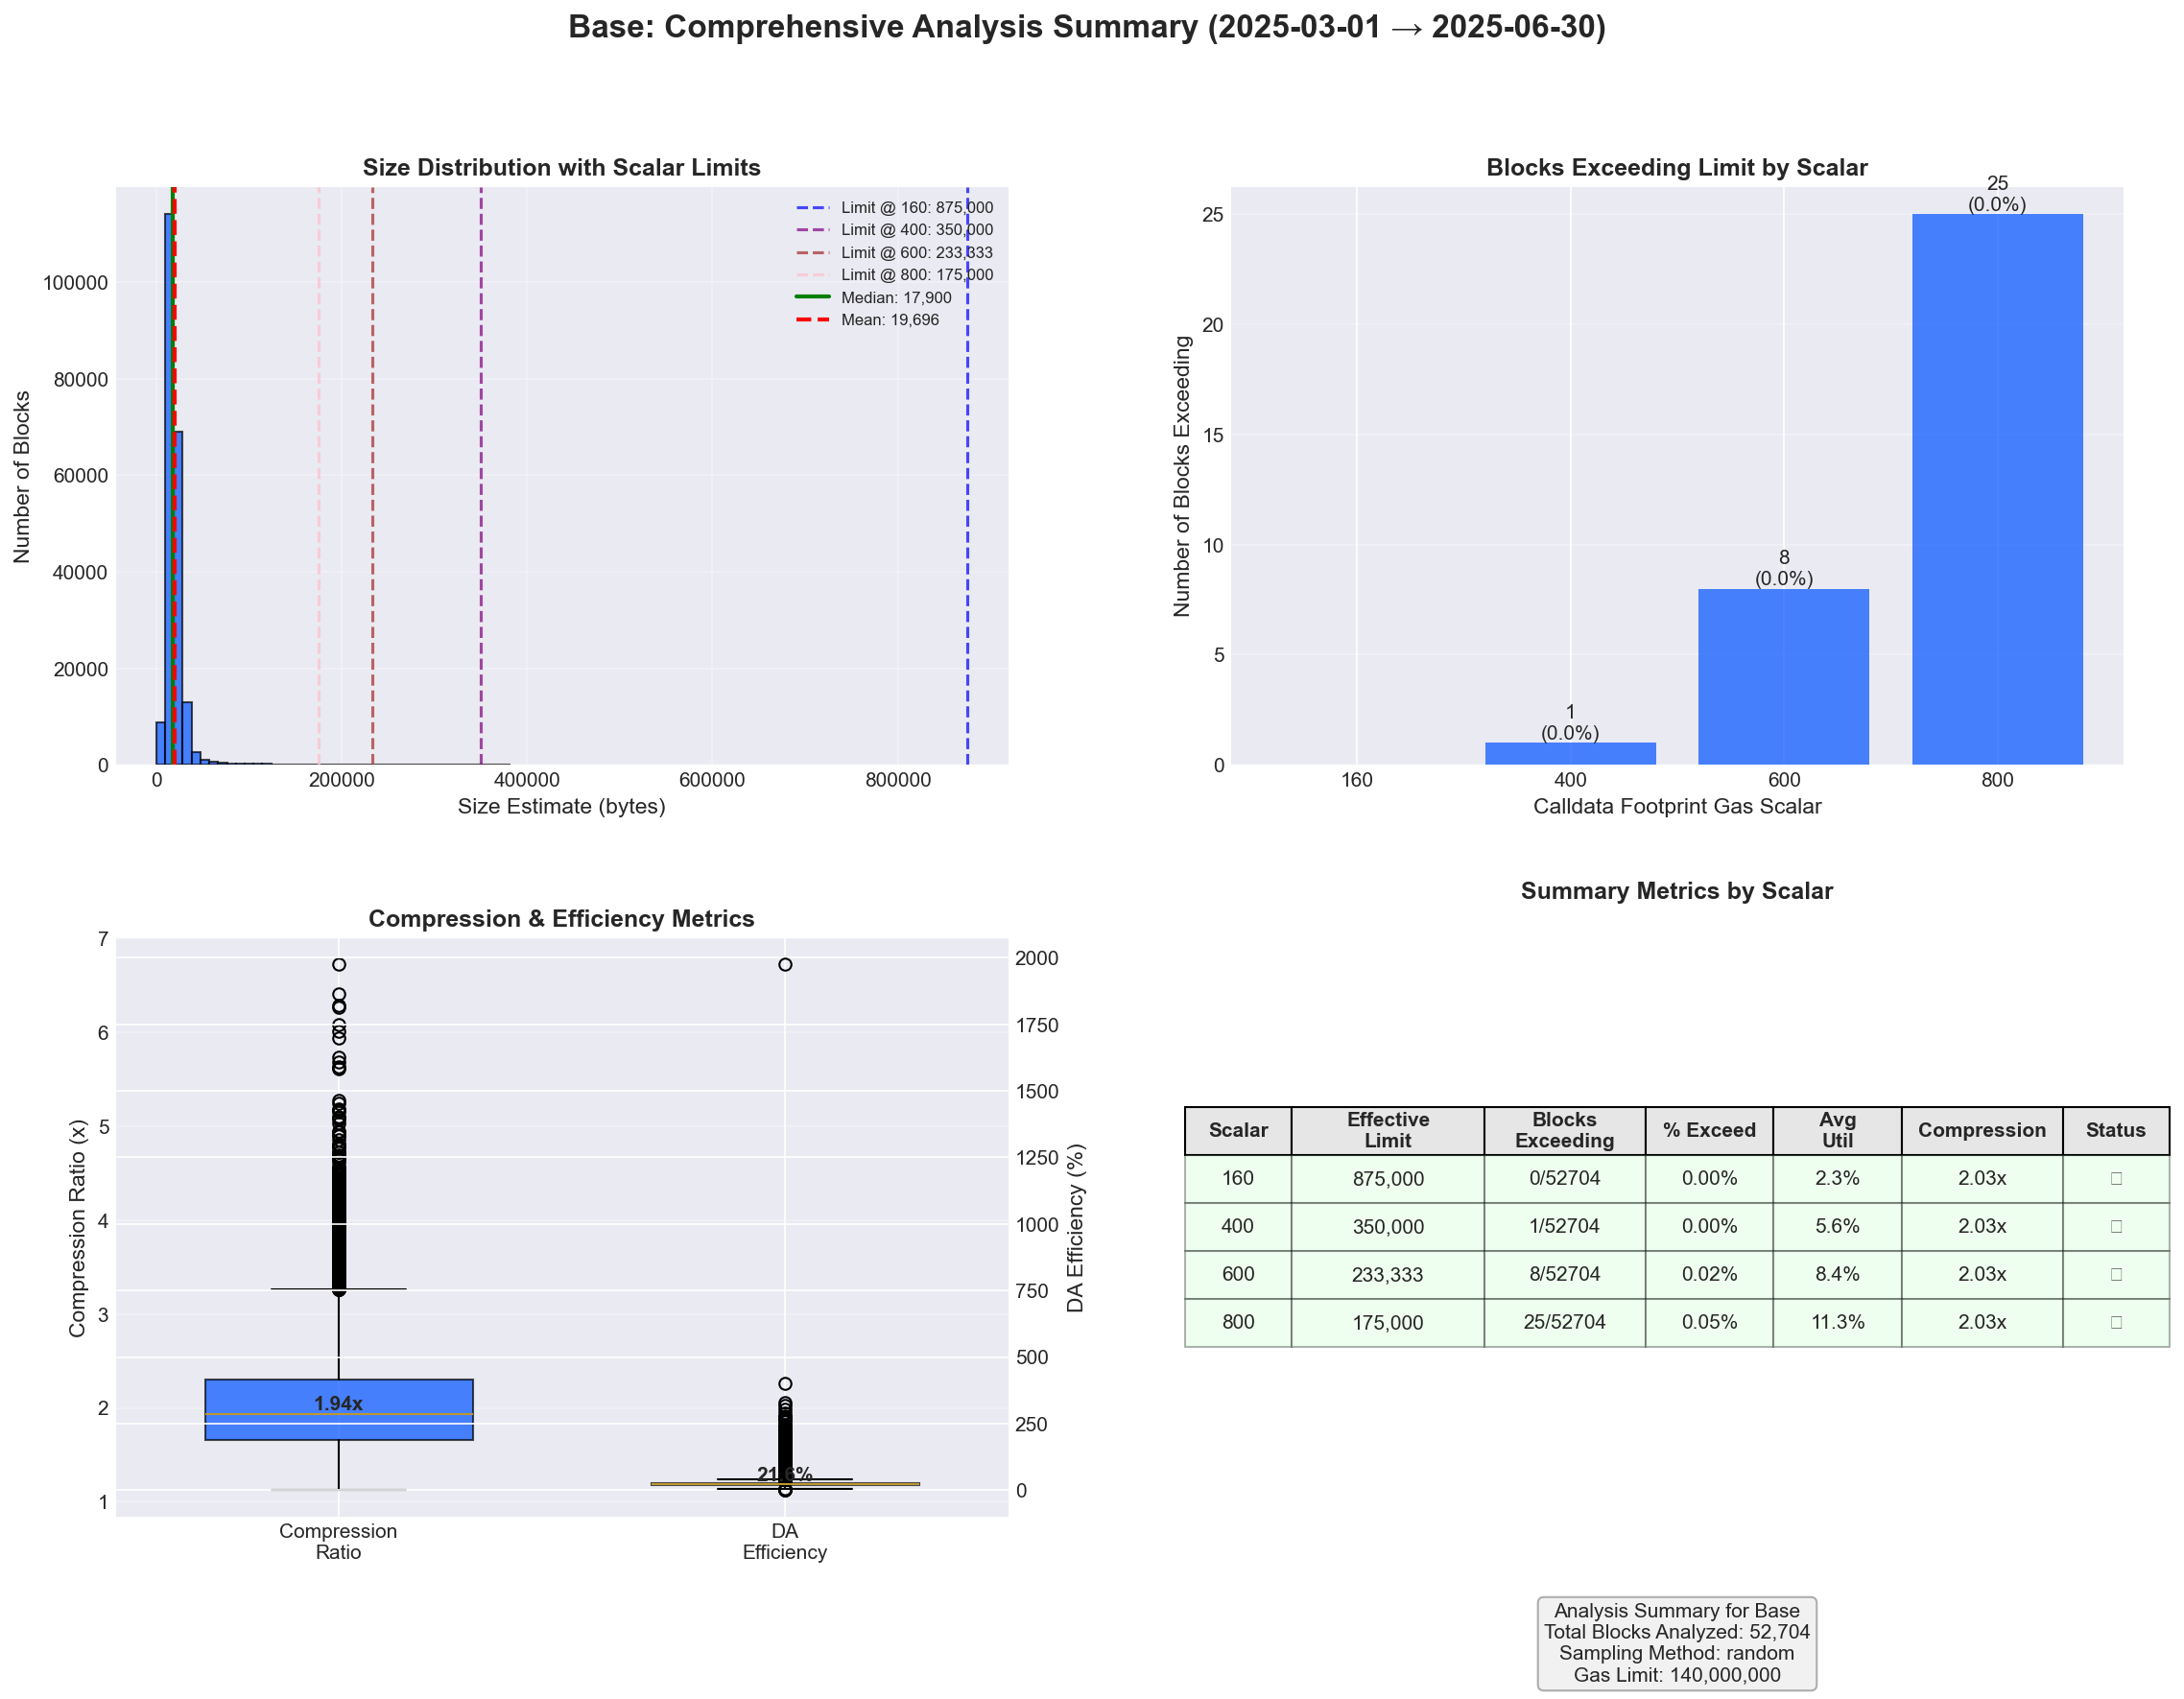 Base: Comprehensive Analysis Summary (2025-03-01 → 2025-06-30)
Size Distribution with Scalar Limits
Number of Blocks
100000
80000
60000
40000
20000
0
0
200000
400000
600000
800000
Size Estimate (bytes)
Limit @ 160: 875,000
Limit @ 400: 350,000
Limit @ 600: 233,333
Limit @ 800: 175,000
Median: 17,900
Mean: 19,696
Blocks Exceeding Limit by Scalar
Number of Blocks Exceeding
25
20
15
10
5
0
1
(0.0%)
8
(0.0%)
25
(0.0%)
160
400
600
800
Calldata Footprint Gas Scalar
Compression & Efficiency Metrics
Compression Ratio (x)
7
6
5
4
3
2
1
1.94x
21.6%
2000
1750
1500
1250
1000
750
500
250
0
DA Efficiency (%)
Compression
Ratio
DA
Efficiency
Summary Metrics by Scalar
Scalar Effective Limit Blocks Exceeding % Exceed Avg Util Compression Status
160 875,000 0/52704 0.00% 2.3% 2.03x
400 350,000 1/52704 0.00% 5.6% 2.03x
600 233,333 8/52704 0.02% 8.4% 2.03x
800 175,000 25/52704 0.05% 11.3% 2.03x
Analysis Summary for Base
Total Blocks Analyzed: 52,704
Sampling Method: random
Gas Limit: 140,000,000